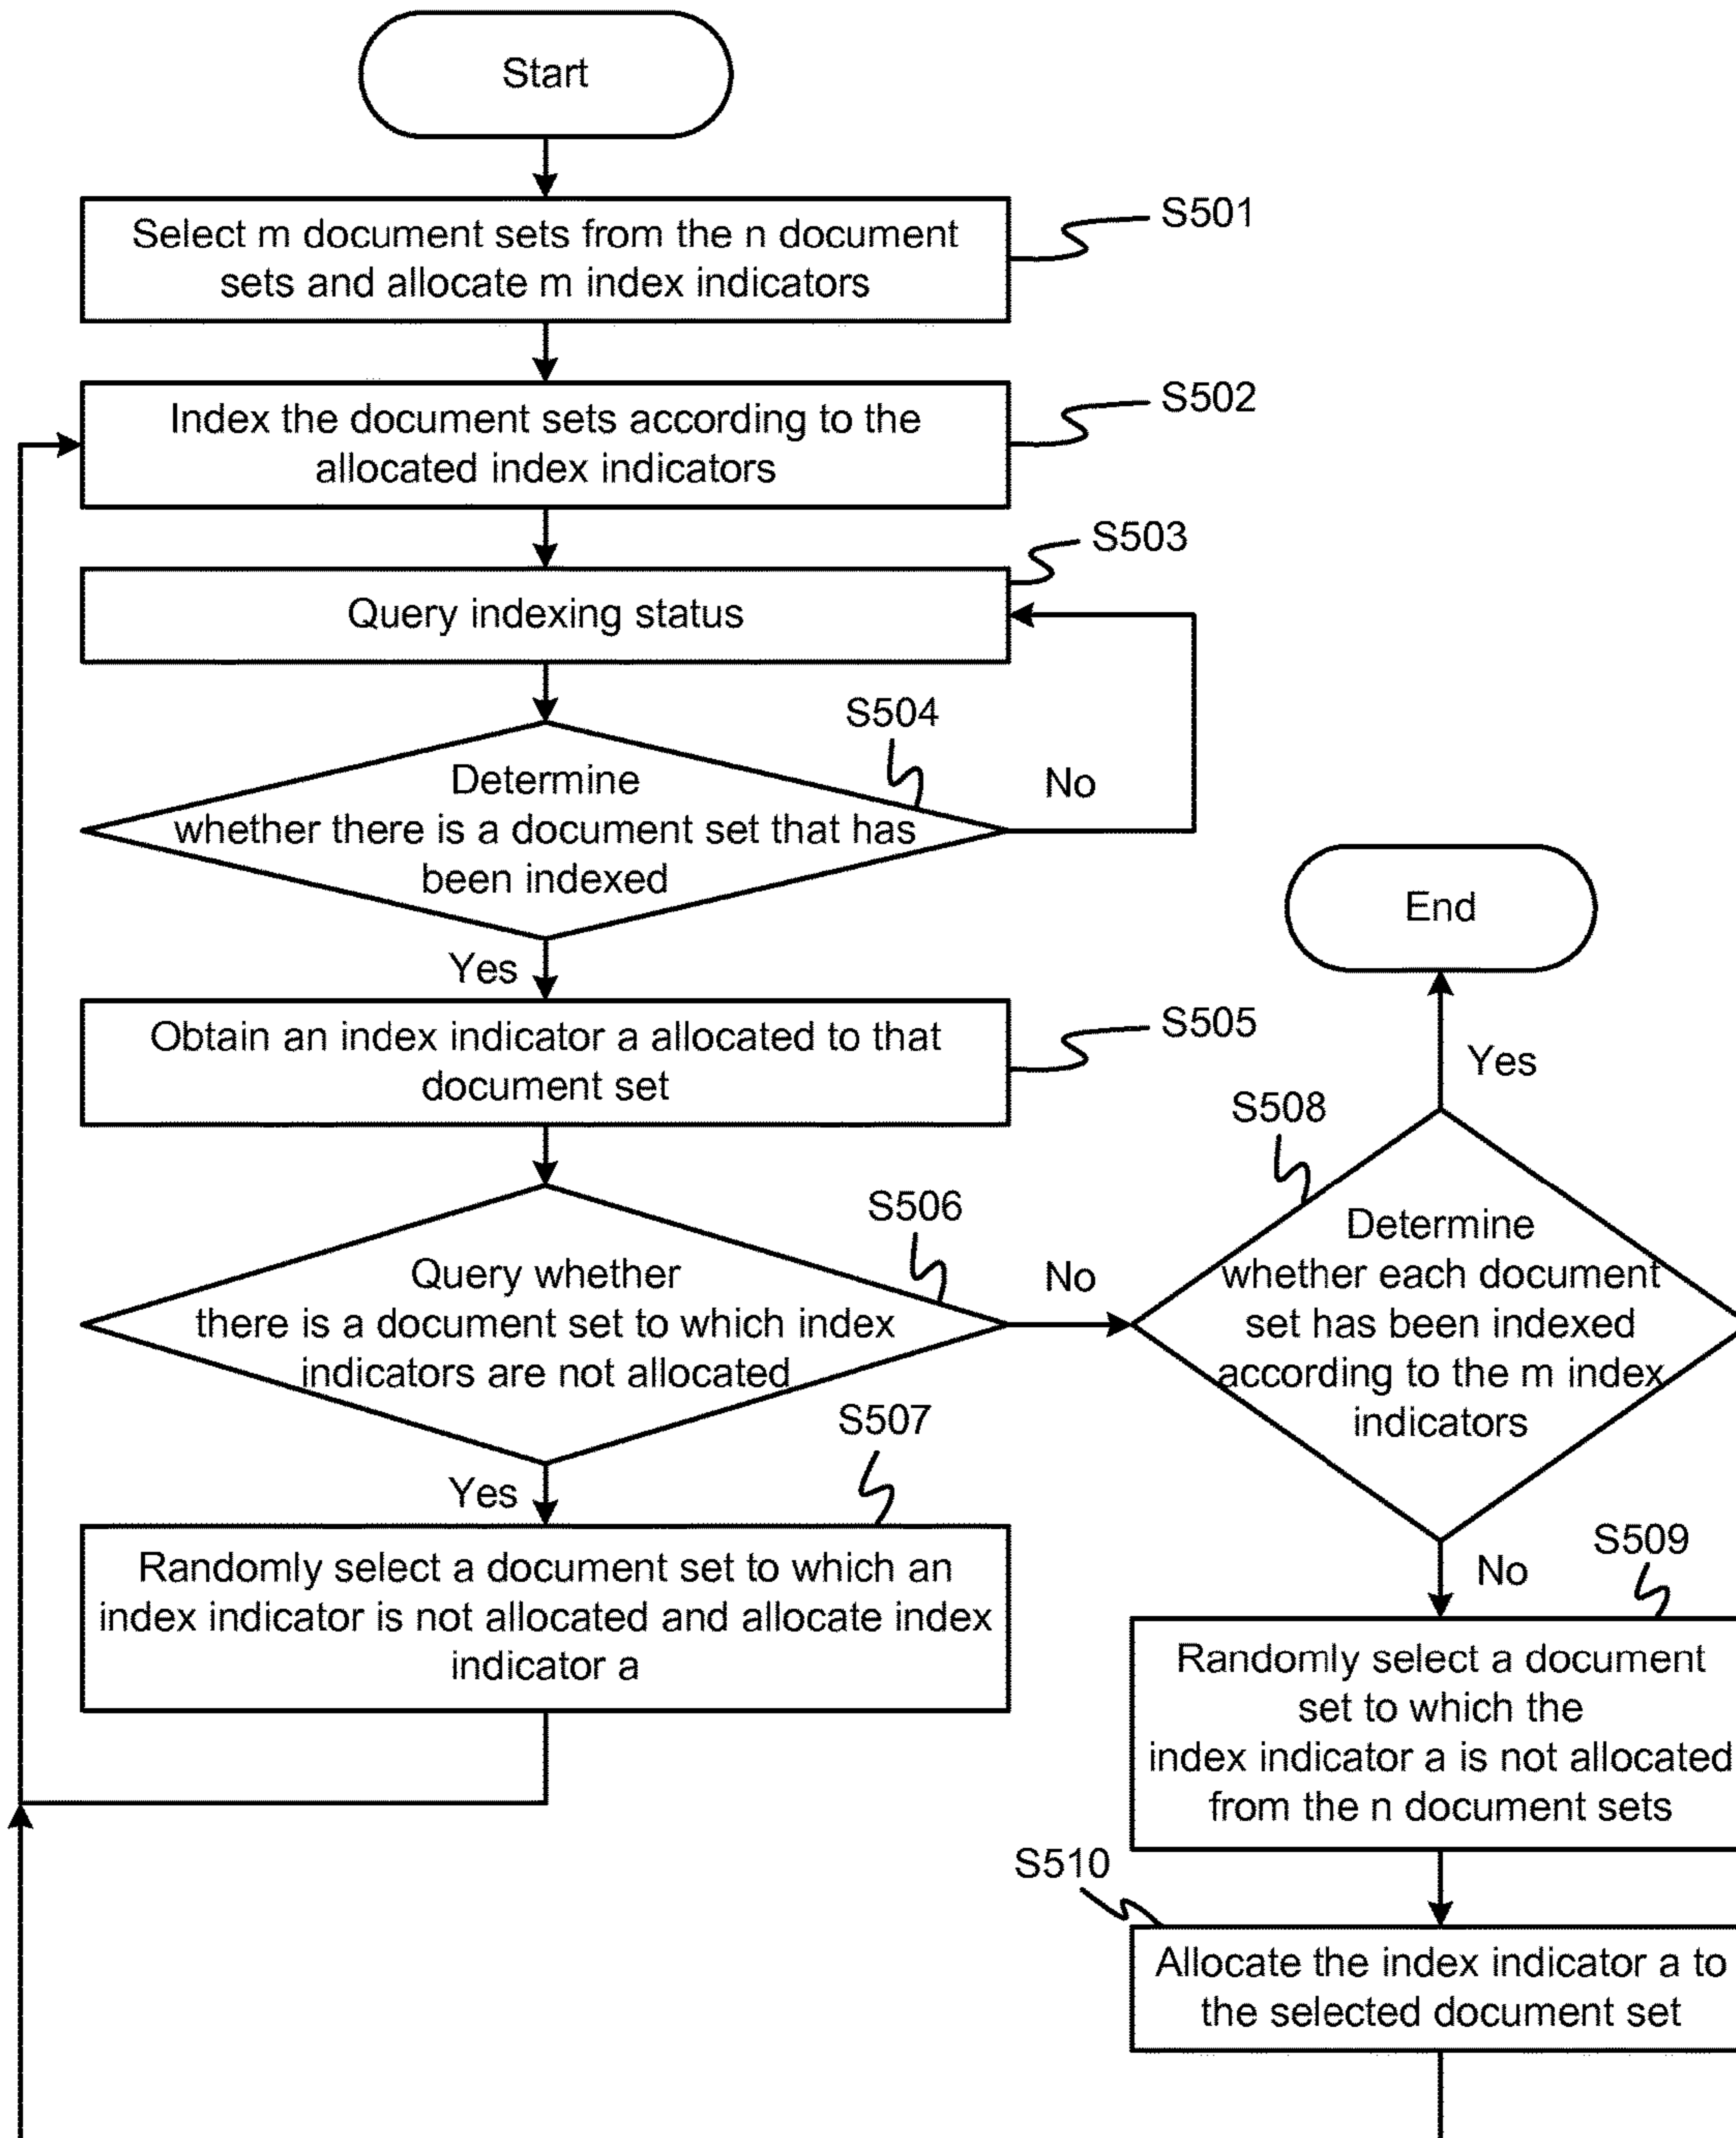 Start
Select m document sets from the n document
sets and allocate m index indicators
S501
Index the document sets according to the
allocated index indicators
S502
S503
Query indexing status
S504
Determine
whether there is a document set that has
been indexed
No
Yes
End
Obtain an index indicator a allocated to that
document set
S505
Yes
S508
S506
Query whether
there is a document set to which index
indicators are not allocated
No
Determine
whether each document
set has been indexed
according to the m index
indicators
S507
Yes
Randomly select a document set to which an
index indicator is not allocated and allocate index
indicator a
No
S509
Randomly select a document
set to which the
index indicator a is not allocated
from the n document sets
S510
Allocate the index indicator a to
the selected document set